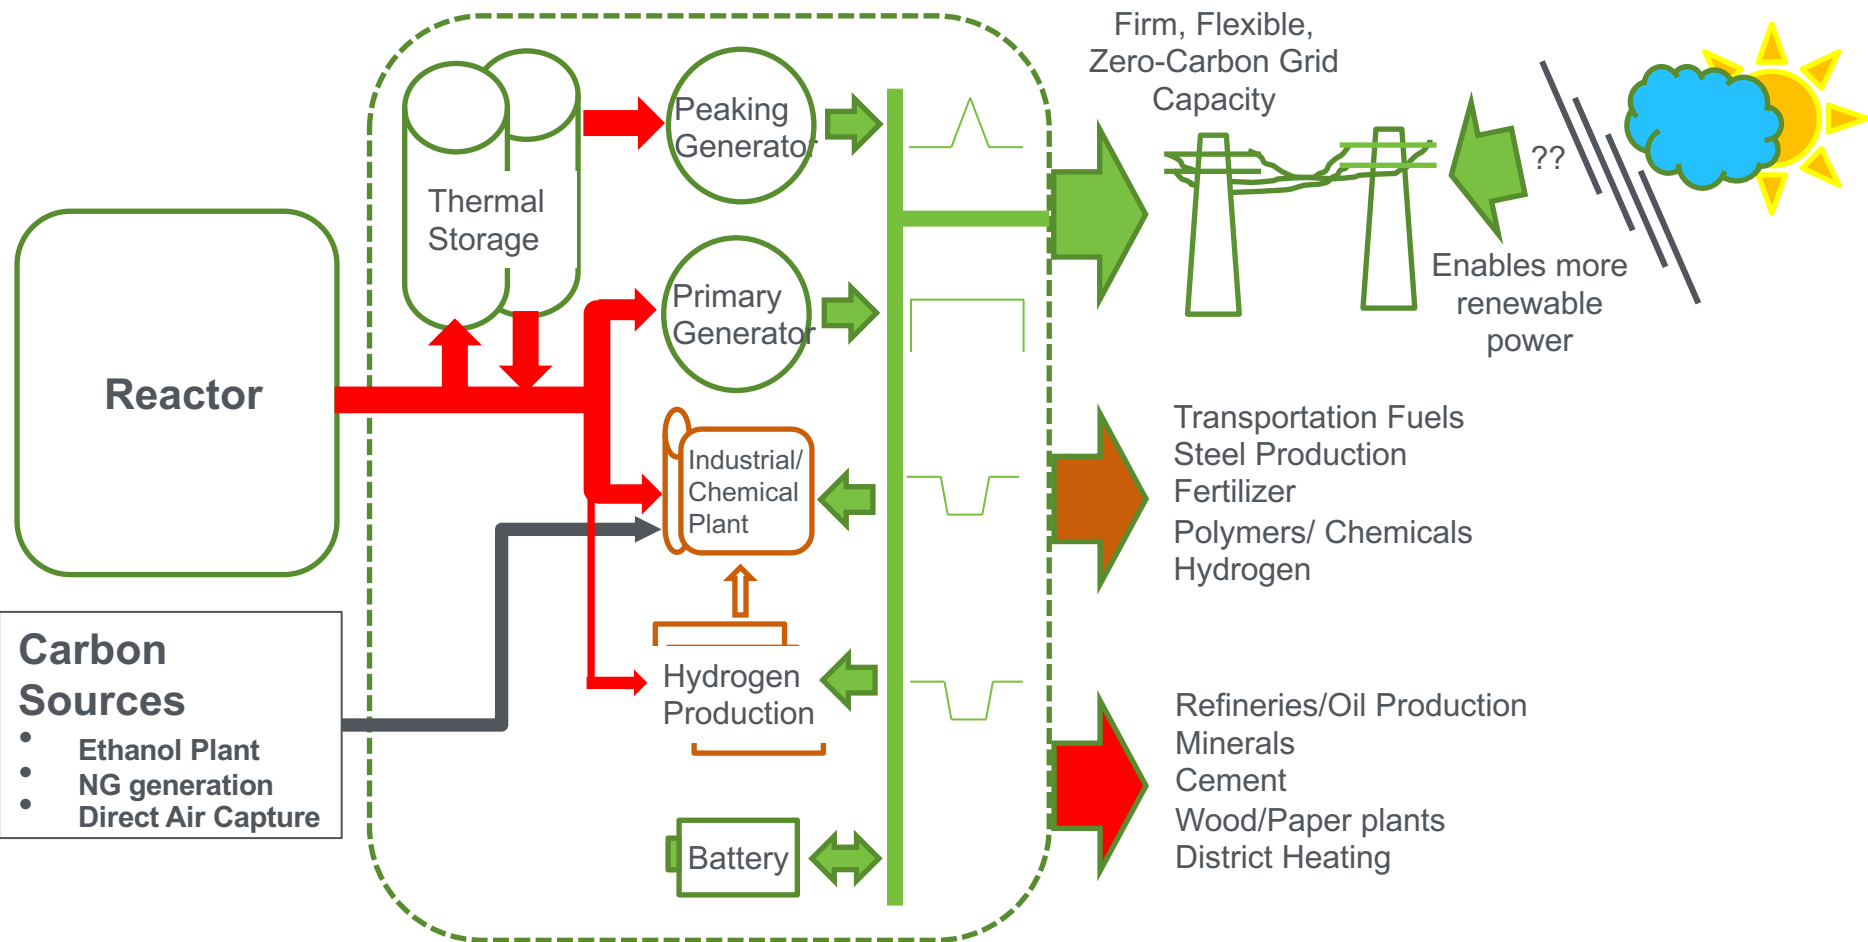 Firm, Flexible,
Zero-Carbon Grid
Capacity
Peaking
Generator
Thermal
Storage
??
Enables more
renewable
power
Primary
Generator
Reactor
Industrial/
Chemical
Plant
Transportation Fuels
Steel Production
Fertilizer
Polymers/ Chemicals
Hydrogen
Carbon
Sources
• Ethanol Plant
• NG generation
• Direct Air Capture
Hydrogen
Production
Refineries/Oil Production
Minerals
Cement
Wood/Paper plants
District Heating
Battery